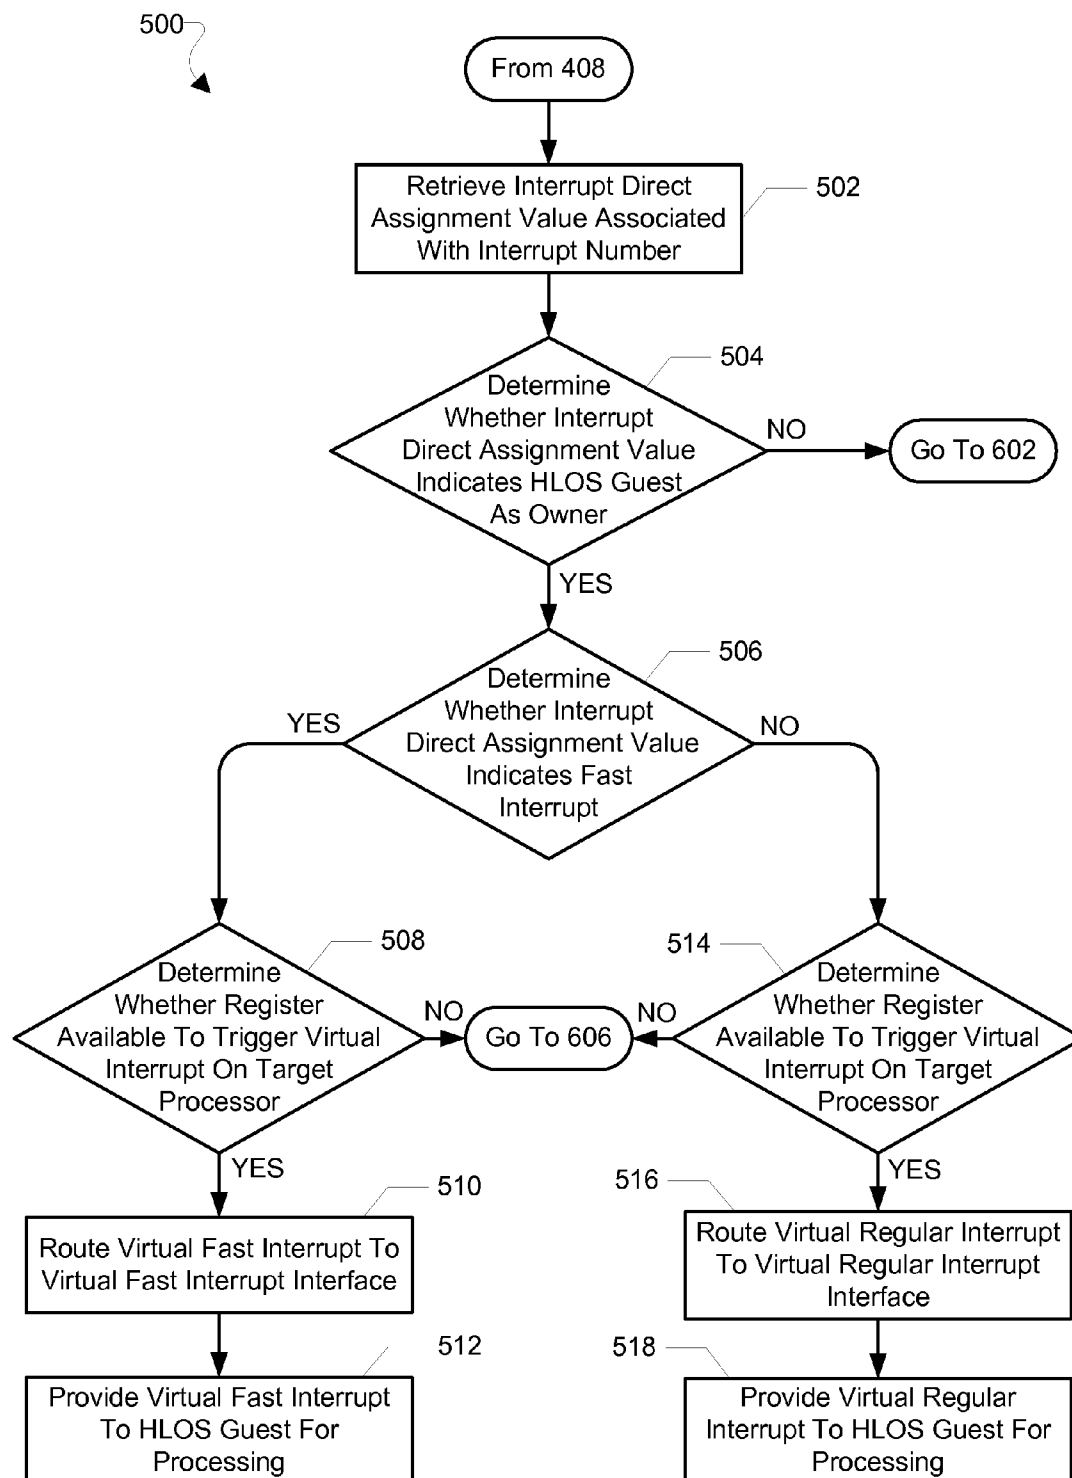 500
From 408
Retrieve Interrupt Direct
Assignment Value Associated
With Interrupt Number
502
504
Determine
Whether Interrupt
Direct Assignment Value
Indicates HLOS Guest
As Owner
NO
Go To 602
YES
506
Determine
Whether Interrupt
Direct Assignment Value
Indicates Fast
Interrupt
YES
NO
508
Determine
Whether Register
Available To Trigger Virtual
Interrupt On Target
Processor
NO
Go To 606
NO
514
Determine
Whether Register
Available To Trigger Virtual
Interrupt On Target
Processor
YES
YES
510
Route Virtual Fast Interrupt To
Virtual Fast Interrupt Interface
516
Route Virtual Regular Interrupt
To Virtual Regular Interrupt
Interface
512
Provide Virtual Fast Interrupt
To HLOS Guest For
Processing
518
Provide Virtual Regular
Interrupt To HLOS Guest For
Processing